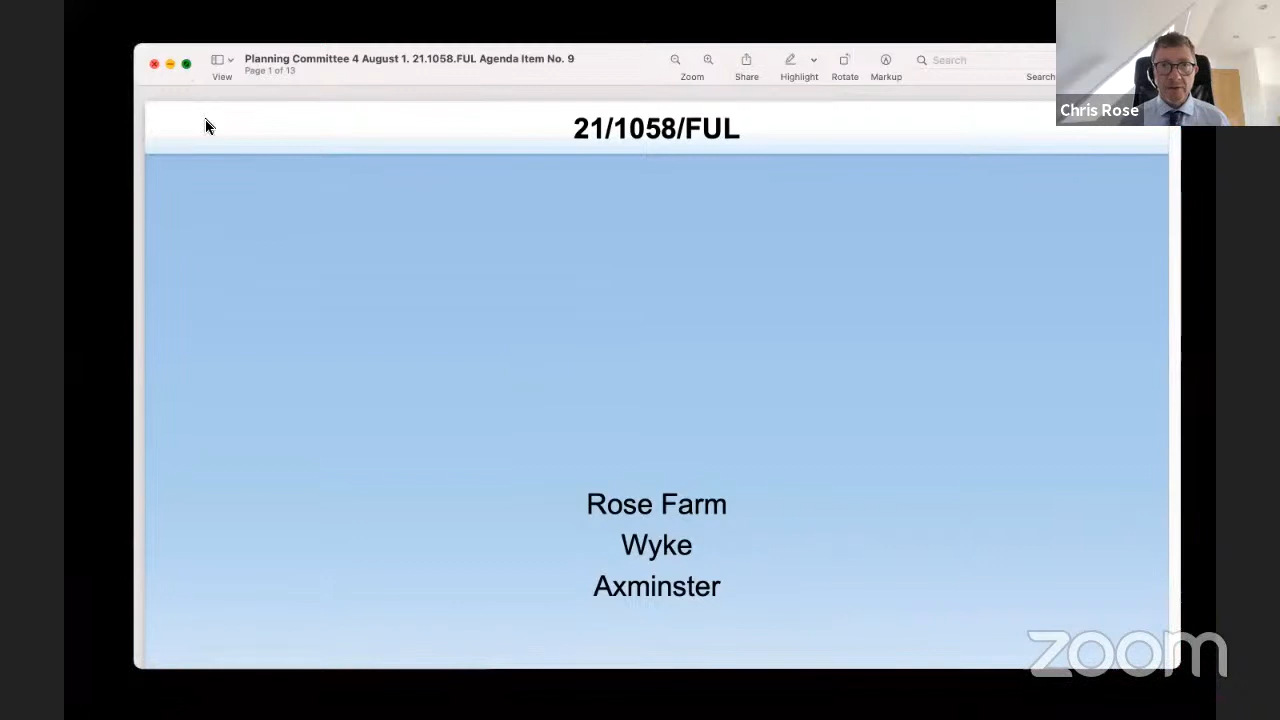 Planning Committee 4 August 1. 21.1058.FUL Agenda Item No. 9
Page 1 of 13
View
Zoom
Share
Highlight
Rotate
Markup
Search
Search
Chris Rose
21/1058/FUL
Rose Farm
Wyke
Axminster
zoom